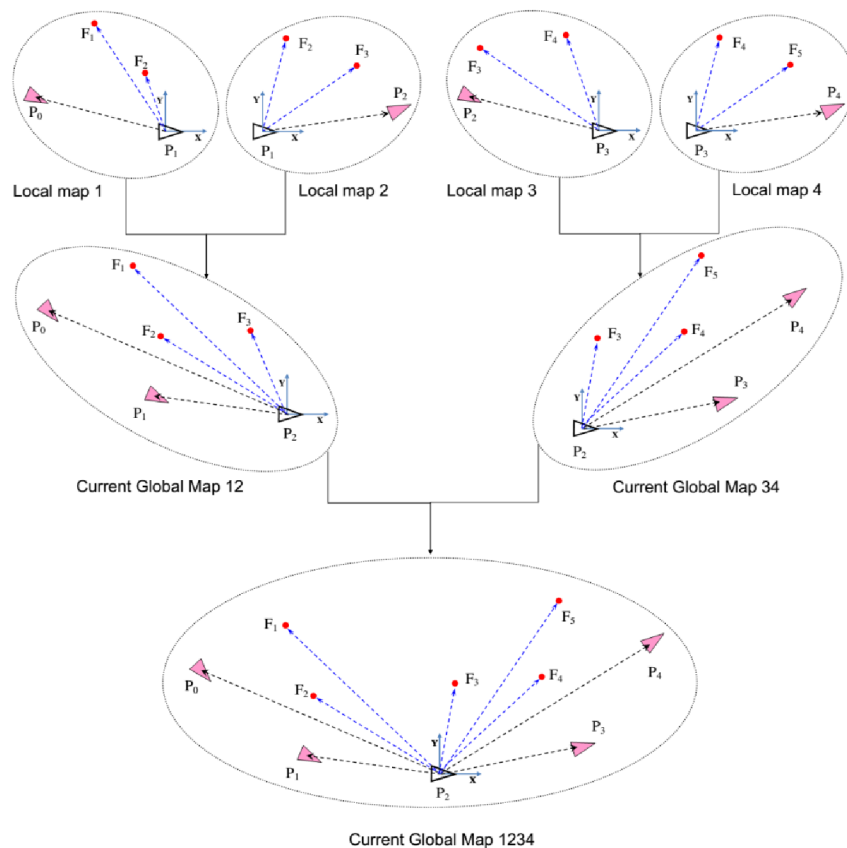 F1
F2
P0
Y
X
P1
Local map 1
F2
F3
P2
Y
X
P1
Local map 2
F3
F4
P2
Y
X
P3
Local map 3
F4
F5
P4
Y
X
P3
Local map 4
F1
P0
F2
F3
P1
Y
X
P2
Current Global Map 12
F5
P4
F3
F4
P3
Y
X
P2
Current Global Map 34
F1
F5
P0
P4
F2
F3
F4
P3
P1
Y
X
P2
Current Global Map 1234